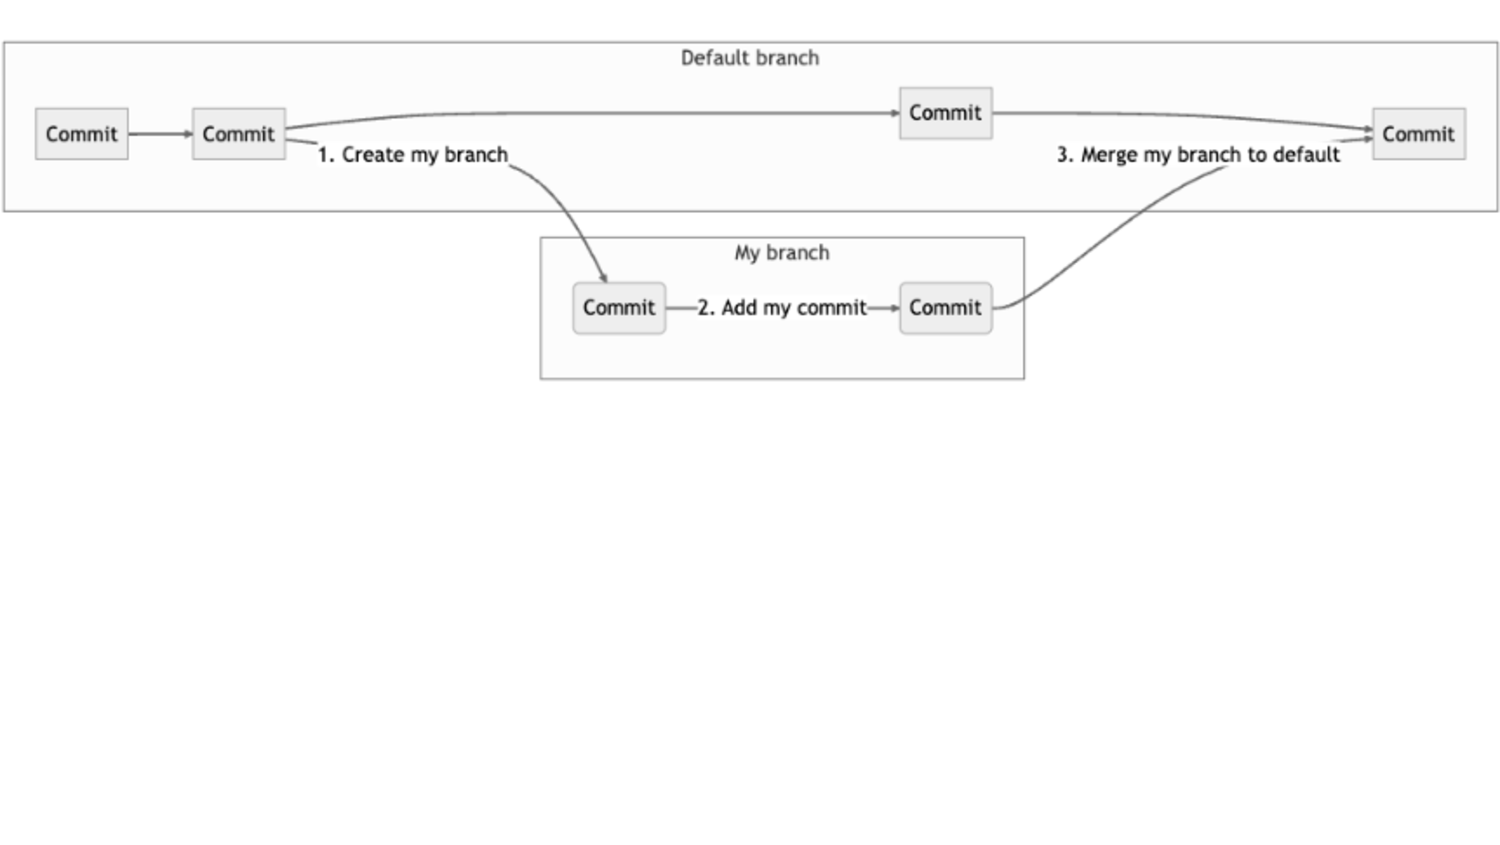 Default branch
Commit
Commit
Commit
Commit
1. Create my branch
3. Merge my branch to default
My branch
Commit
2. Add my commit
Commit